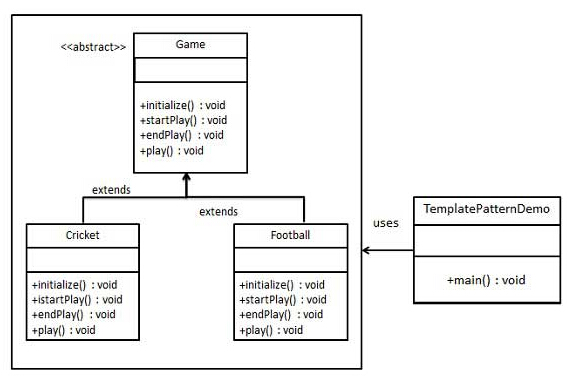 <<abstract>>
Game
+initialize() : void
+startPlay() : void
+endPlay() : void
+play() : void
extends
extends
Cricket
+initialize() : void
+istartPlay() : void
+endPlay() : void
+play() : void
Football
+initialize() : void
+startPlay() : void
+endPlay() : void
+play() : void
uses
TemplatePatternDemo
+main() : void